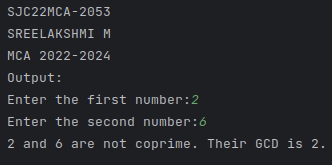 SJC22MCA-2053
SREELAKSHMI M
MCA 2022-2024
Output:
Enter the first number:2
Enter the second number:6
2 and 6 are not coprime. Their GCD is 2.